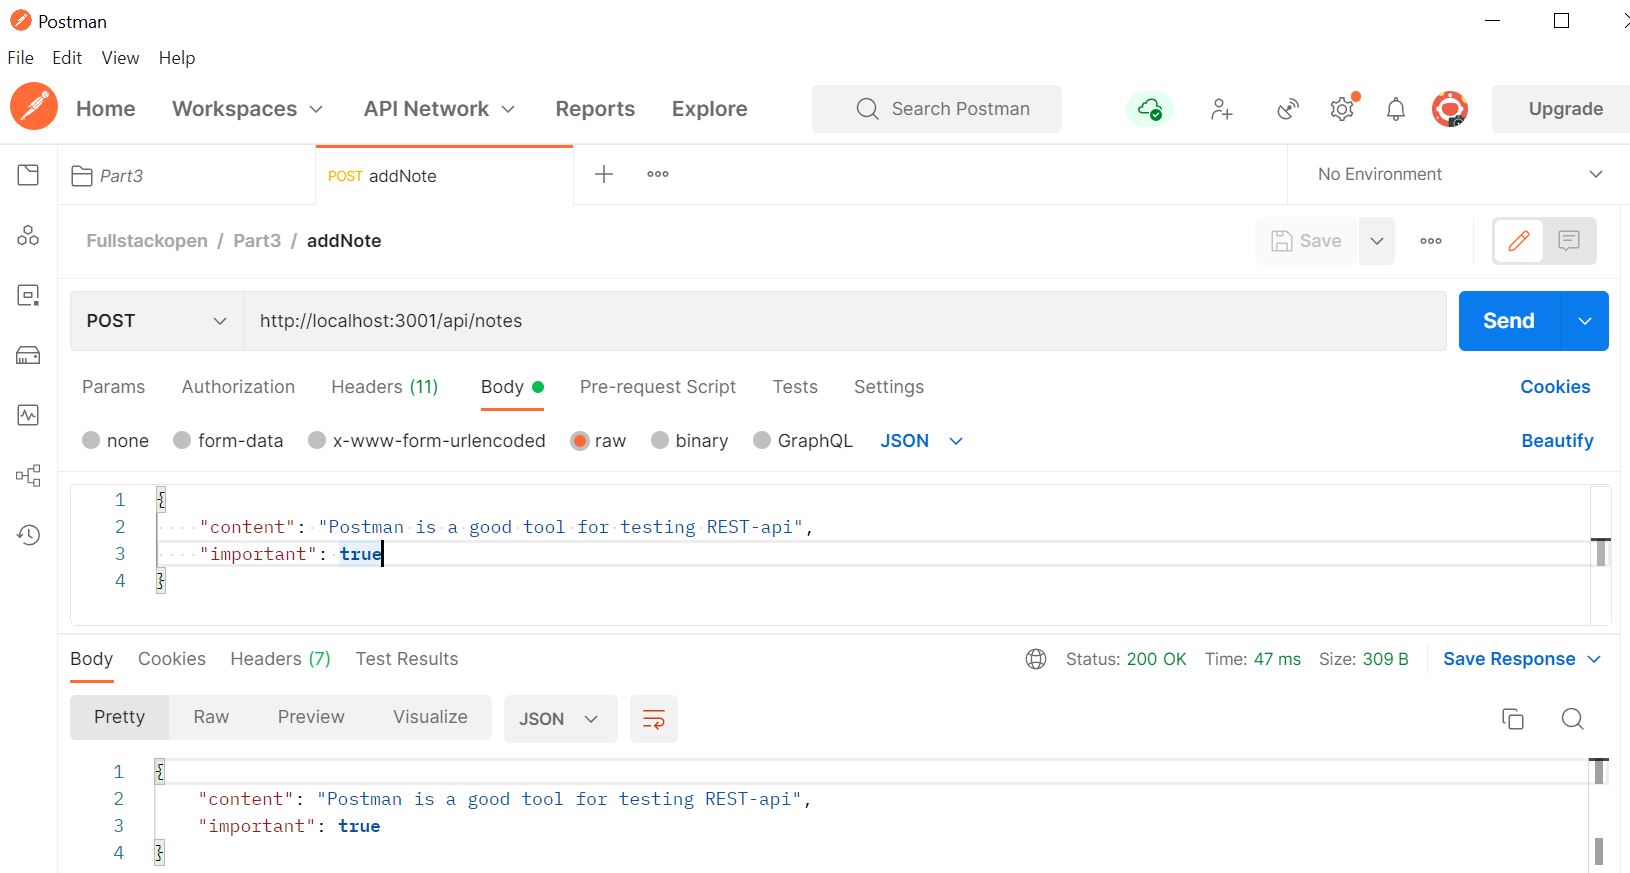 Postman
File Edit View Help
Home Workspaces API Network Reports Explore Search Postman Upgrade
Part3 POST addNote No Environment
Fullstackopen / Part3 / addNote Save
POST http://localhost:3001/api/notes Send
Params Authorization Headers (11) Body Pre-request Script Tests Settings Cookies
none form-data x-www-form-urlencoded raw binary GraphQL JSON Beautify
1 {
2 "content": "Postman is a good tool for testing REST-api",
3 "important": true
4 }
Body Cookies Headers (7) Test Results Status: 200 OK Time: 47 ms Size: 309 B Save Response
Pretty Raw Preview Visualize JSON
1 {
2 "content": "Postman is a good tool for testing REST-api",
3 "important": true
4 }